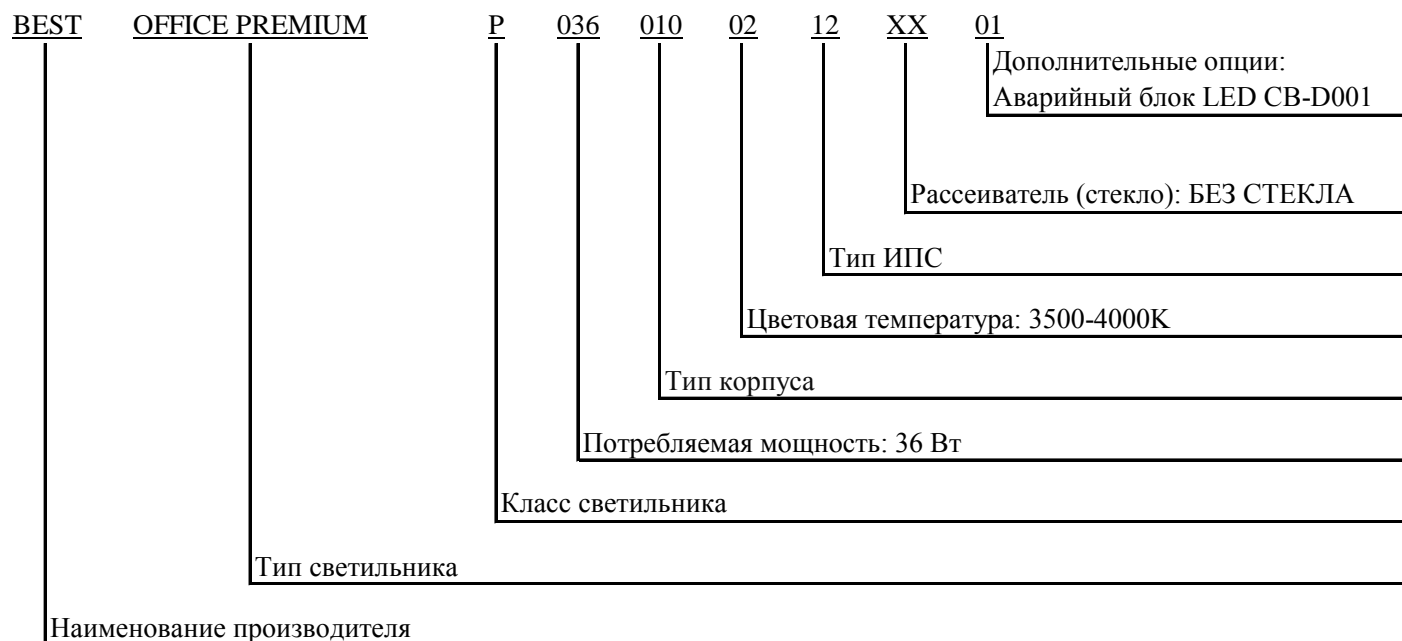 BEST OFFICE PREMIUM P 036 010 02 12 XX 01
Дополнительные опции:
Аварийный блок LED CB-D001
Рассеиватель (стекло): БЕЗ СТЕКЛА
Тип ИПС
Цветовая температура: 3500-4000K
Тип корпуса
Потребляемая мощность: 36 Вт
Класс светильника
Тип светильника
Наименование производителя